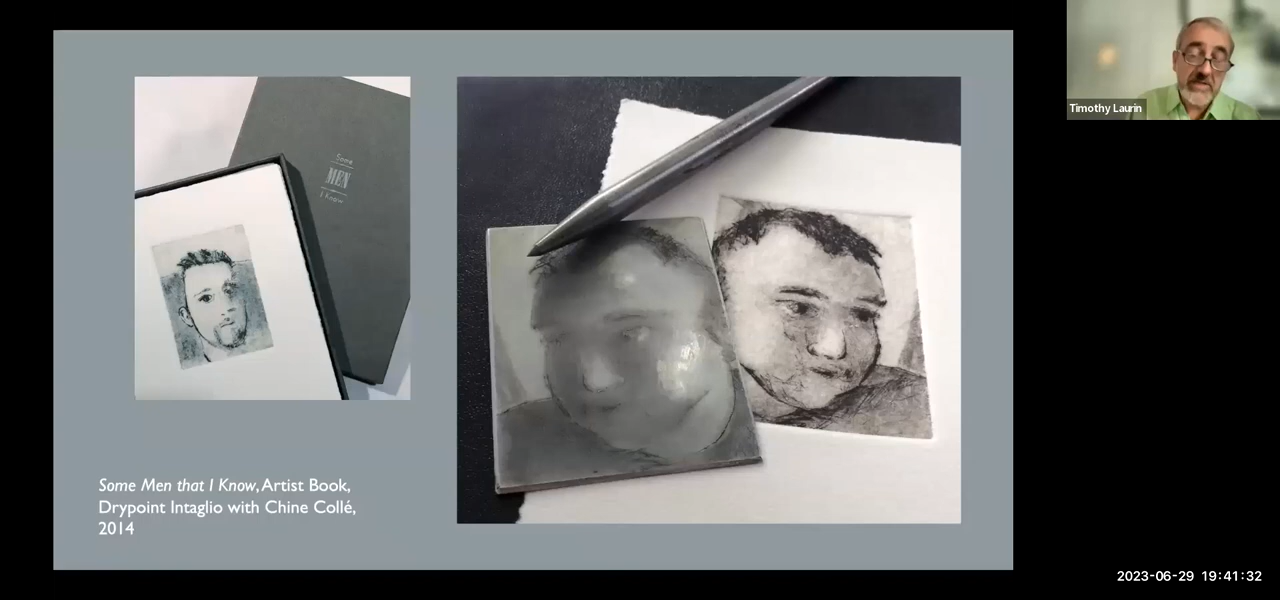 Some
MEN
I Know
Some Men that I Know, Artist Book,
Drypoint Intaglio with Chine Collé,
2014
Timothy Laurin
2023-06-29 19:41:32